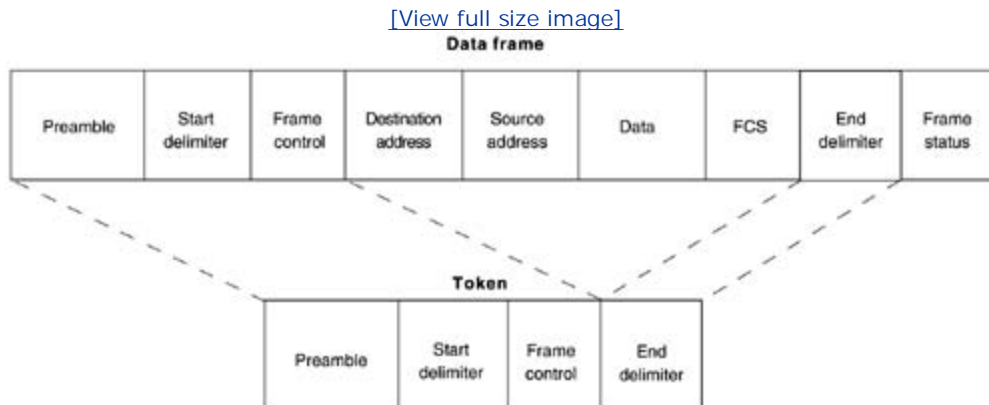 [View full size image]
Data frame
Preamble
Start
delimiter
Frame
control
Destination
address
Source
address
Data
FCS
End
delimiter
Frame
status
Token
Preamble
Start
delimiter
Frame
control
End
delimiter